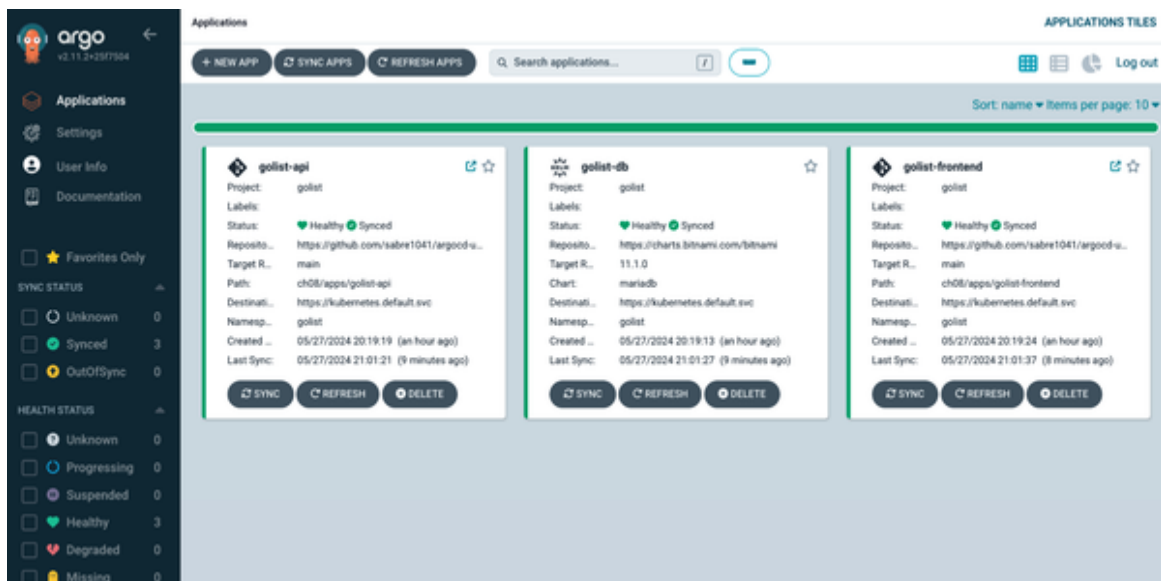 argo
v2.11.2+25f7504
Applications
Settings
User Info
Documentation
Favorites Only
SYNC STATUS
Unknown 0
Synced 3
OutOfSync 0
HEALTH STATUS
Unknown 0
Progressing 0
Suspended 0
Healthy 3
Degraded 0
Missing 0
Applications
APPLICATIONS TILES
+ NEW APP
SYNC APPS
REFRESH APPS
Search applications...
/
Log out
Sort: name
Items per page: 10
golist-api
Project: golist
Labels:
Status: Healthy Synced
Reposito... https://github.com/sabre1041/argocd-u...
Target R... main
Path: ch08/apps/golist-api
Destinati... https://kubernetes.default.svc
Namesp... golist
Created ... 05/27/2024 20:19:19 (an hour ago)
Last Sync: 05/27/2024 21:01:21 (9 minutes ago)
SYNC
REFRESH
DELETE
HELM
golist-db
Project: golist
Labels:
Status: Healthy Synced
Reposito... https://charts.bitnami.com/bitnami
Target R... 11.1.0
Chart: mariadb
Destinati... https://kubernetes.default.svc
Namesp... golist
Created ... 05/27/2024 20:19:13 (an hour ago)
Last Sync: 05/27/2024 21:01:27 (9 minutes ago)
SYNC
REFRESH
DELETE
golist-frontend
Project: golist
Labels:
Status: Healthy Synced
Reposito... https://github.com/sabre1041/argocd-u...
Target R... main
Path: ch08/apps/golist-frontend
Destinati... https://kubernetes.default.svc
Namesp... golist
Created ... 05/27/2024 20:19:24 (an hour ago)
Last Sync: 05/27/2024 21:01:37 (8 minutes ago)
SYNC
REFRESH
DELETE